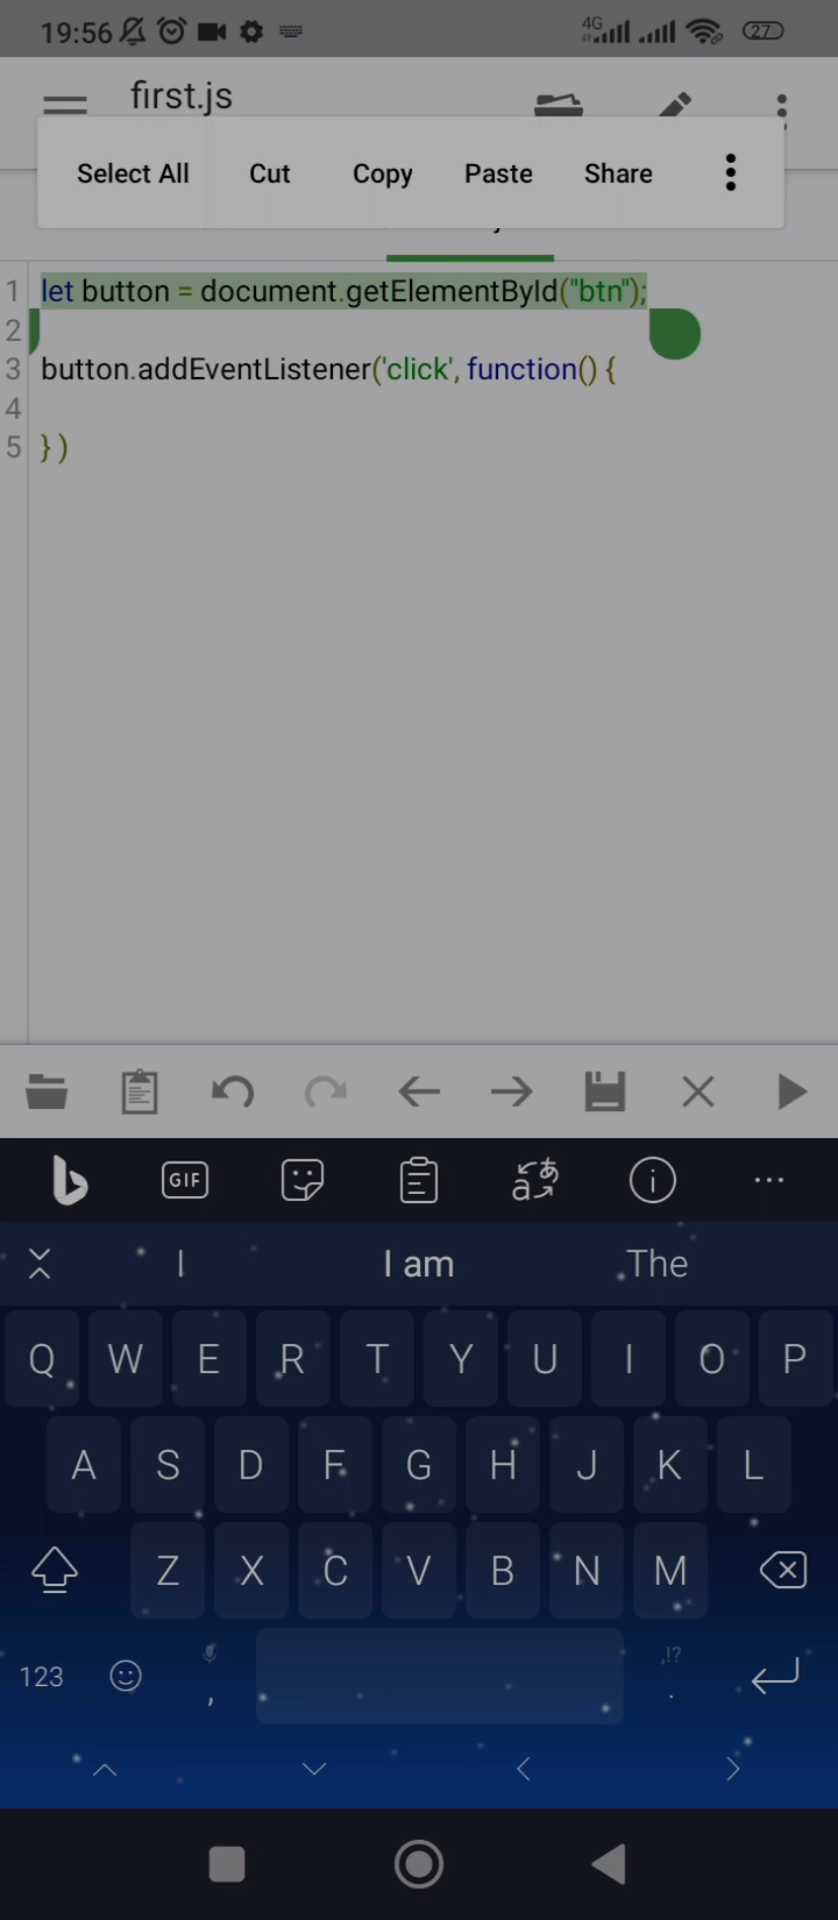 19:56 4G 27
first.js
Select All Cut Copy Paste Share
1 let button = document.getElementById("btn");
2
3 button.addEventListener('click', function() {
4
5 })
GIF
I I am The
Q W E R T Y U I O P
A S D F G H J K L
Z X C V B N M
123 , ,!? .